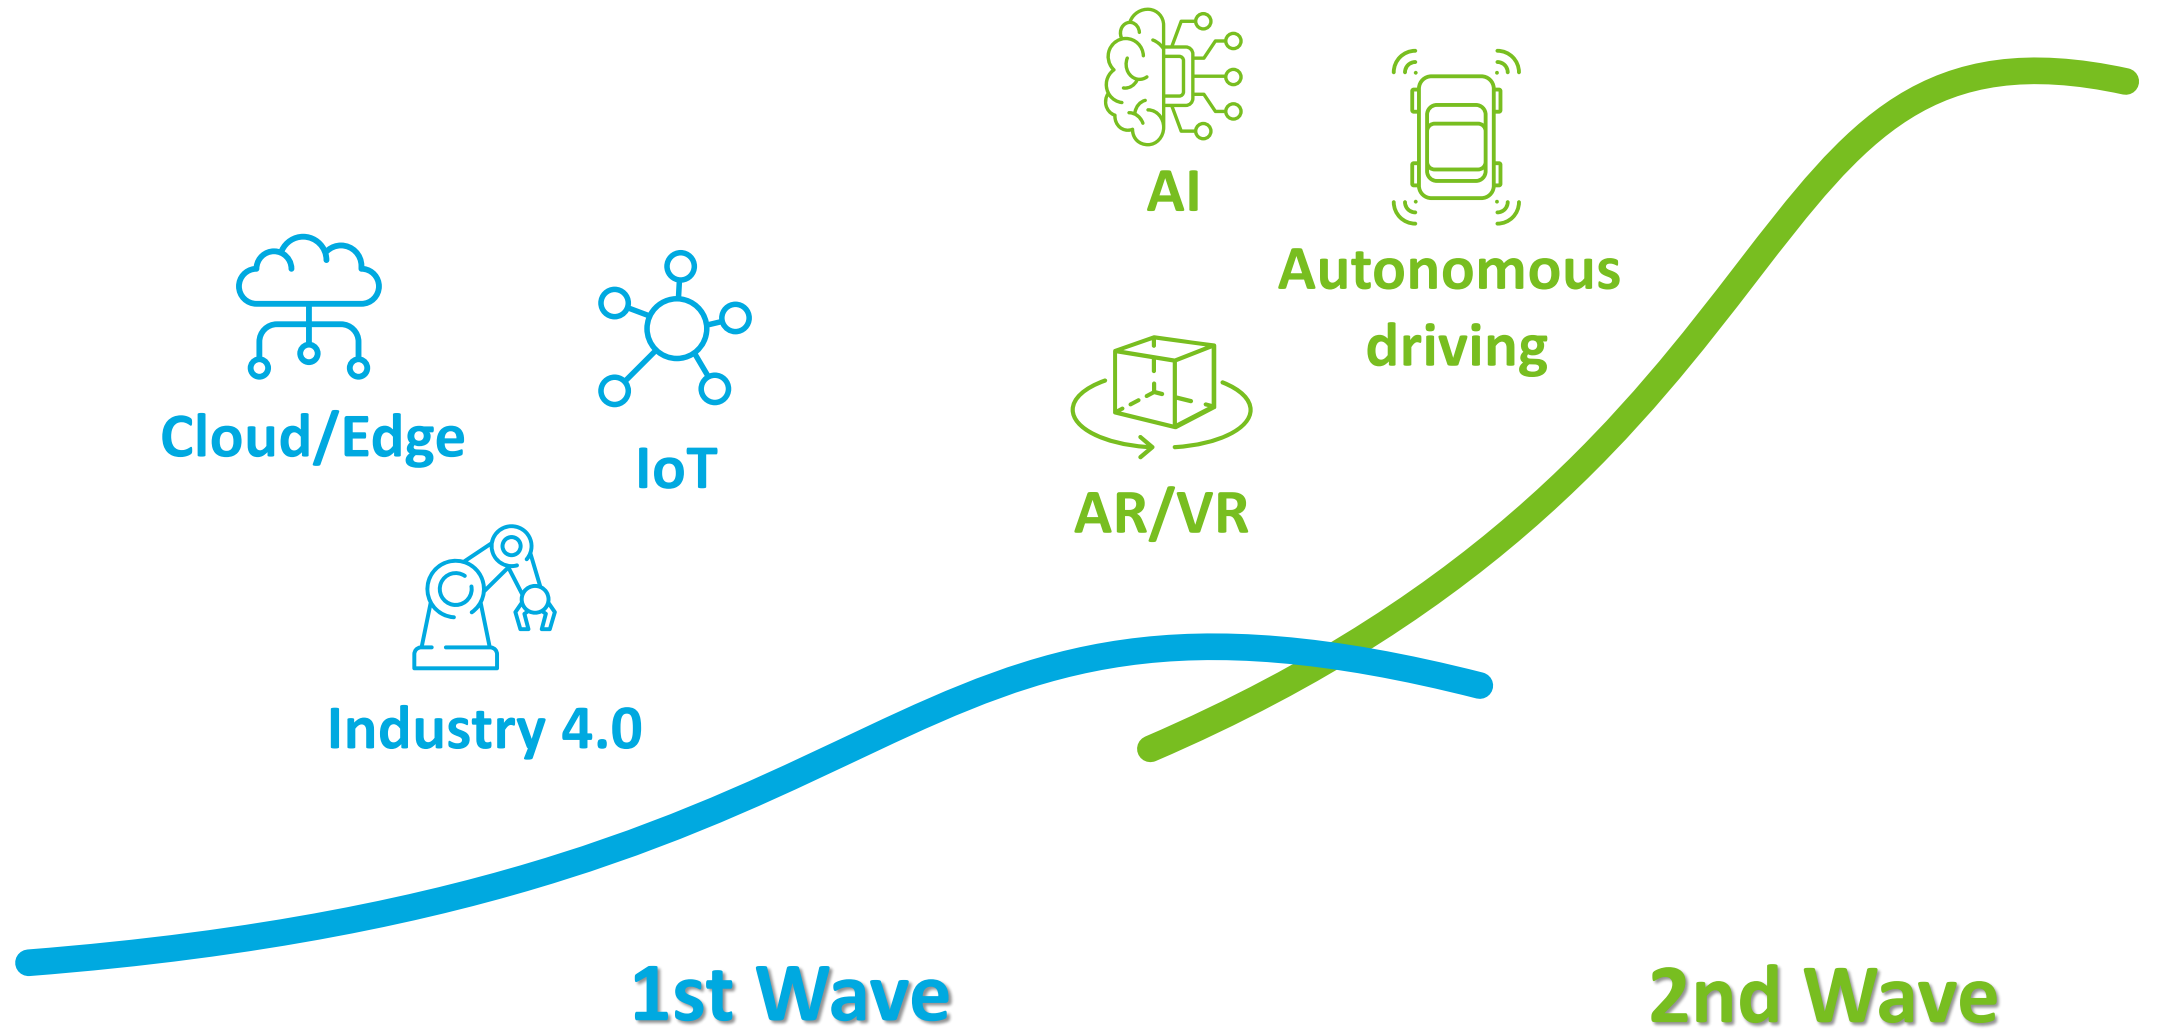 AI
Autonomous
driving
Cloud/Edge
IoT
AR/VR
Industry 4.0
1st Wave
2nd Wave